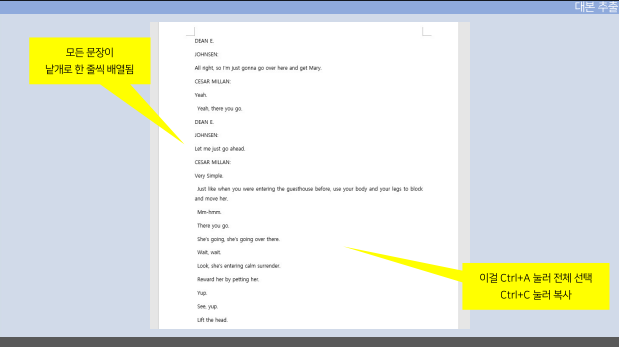 대본 추출
모든 문장이
낱개로 한 줄씩 배열됨
DEAN E.
JOHNSEN:
All right, so I'm just gonna go over here and get Mary.
CESAR MILLAN:
Yeah.
Yeah, there you go.
DEAN E.
JOHNSEN:
Let me just go ahead.
CESAR MILLAN:
Very Simple.
Just like when you were entering the guesthouse before, use your body and your legs to block
and move her.
Mm-hmm.
There you go.
She's going, she's going over there.
Wait, wait.
Look, she's entering calm surrender.
Reward her by petting her.
Yup.
See, yup.
Lift the head.
이걸 Ctrl+A 눌러 전체 선택
Ctrl+C 눌러 복사